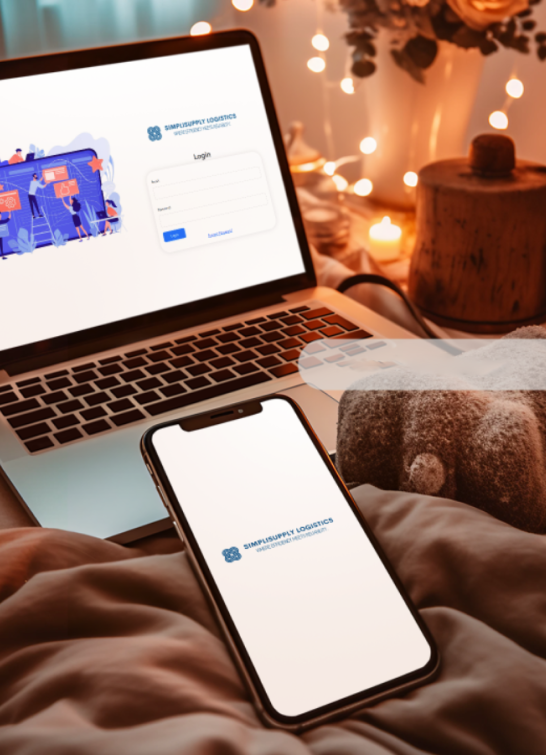 SIMPLISUPPLY LOGISTICS
WHERE EFFICIENCY MEETS RELIABILITY
Login
Email
Password
Login
Forgot Password?
SIMPLISUPPLY LOGISTICS
WHERE EFFICIENCY MEETS RELIABILITY